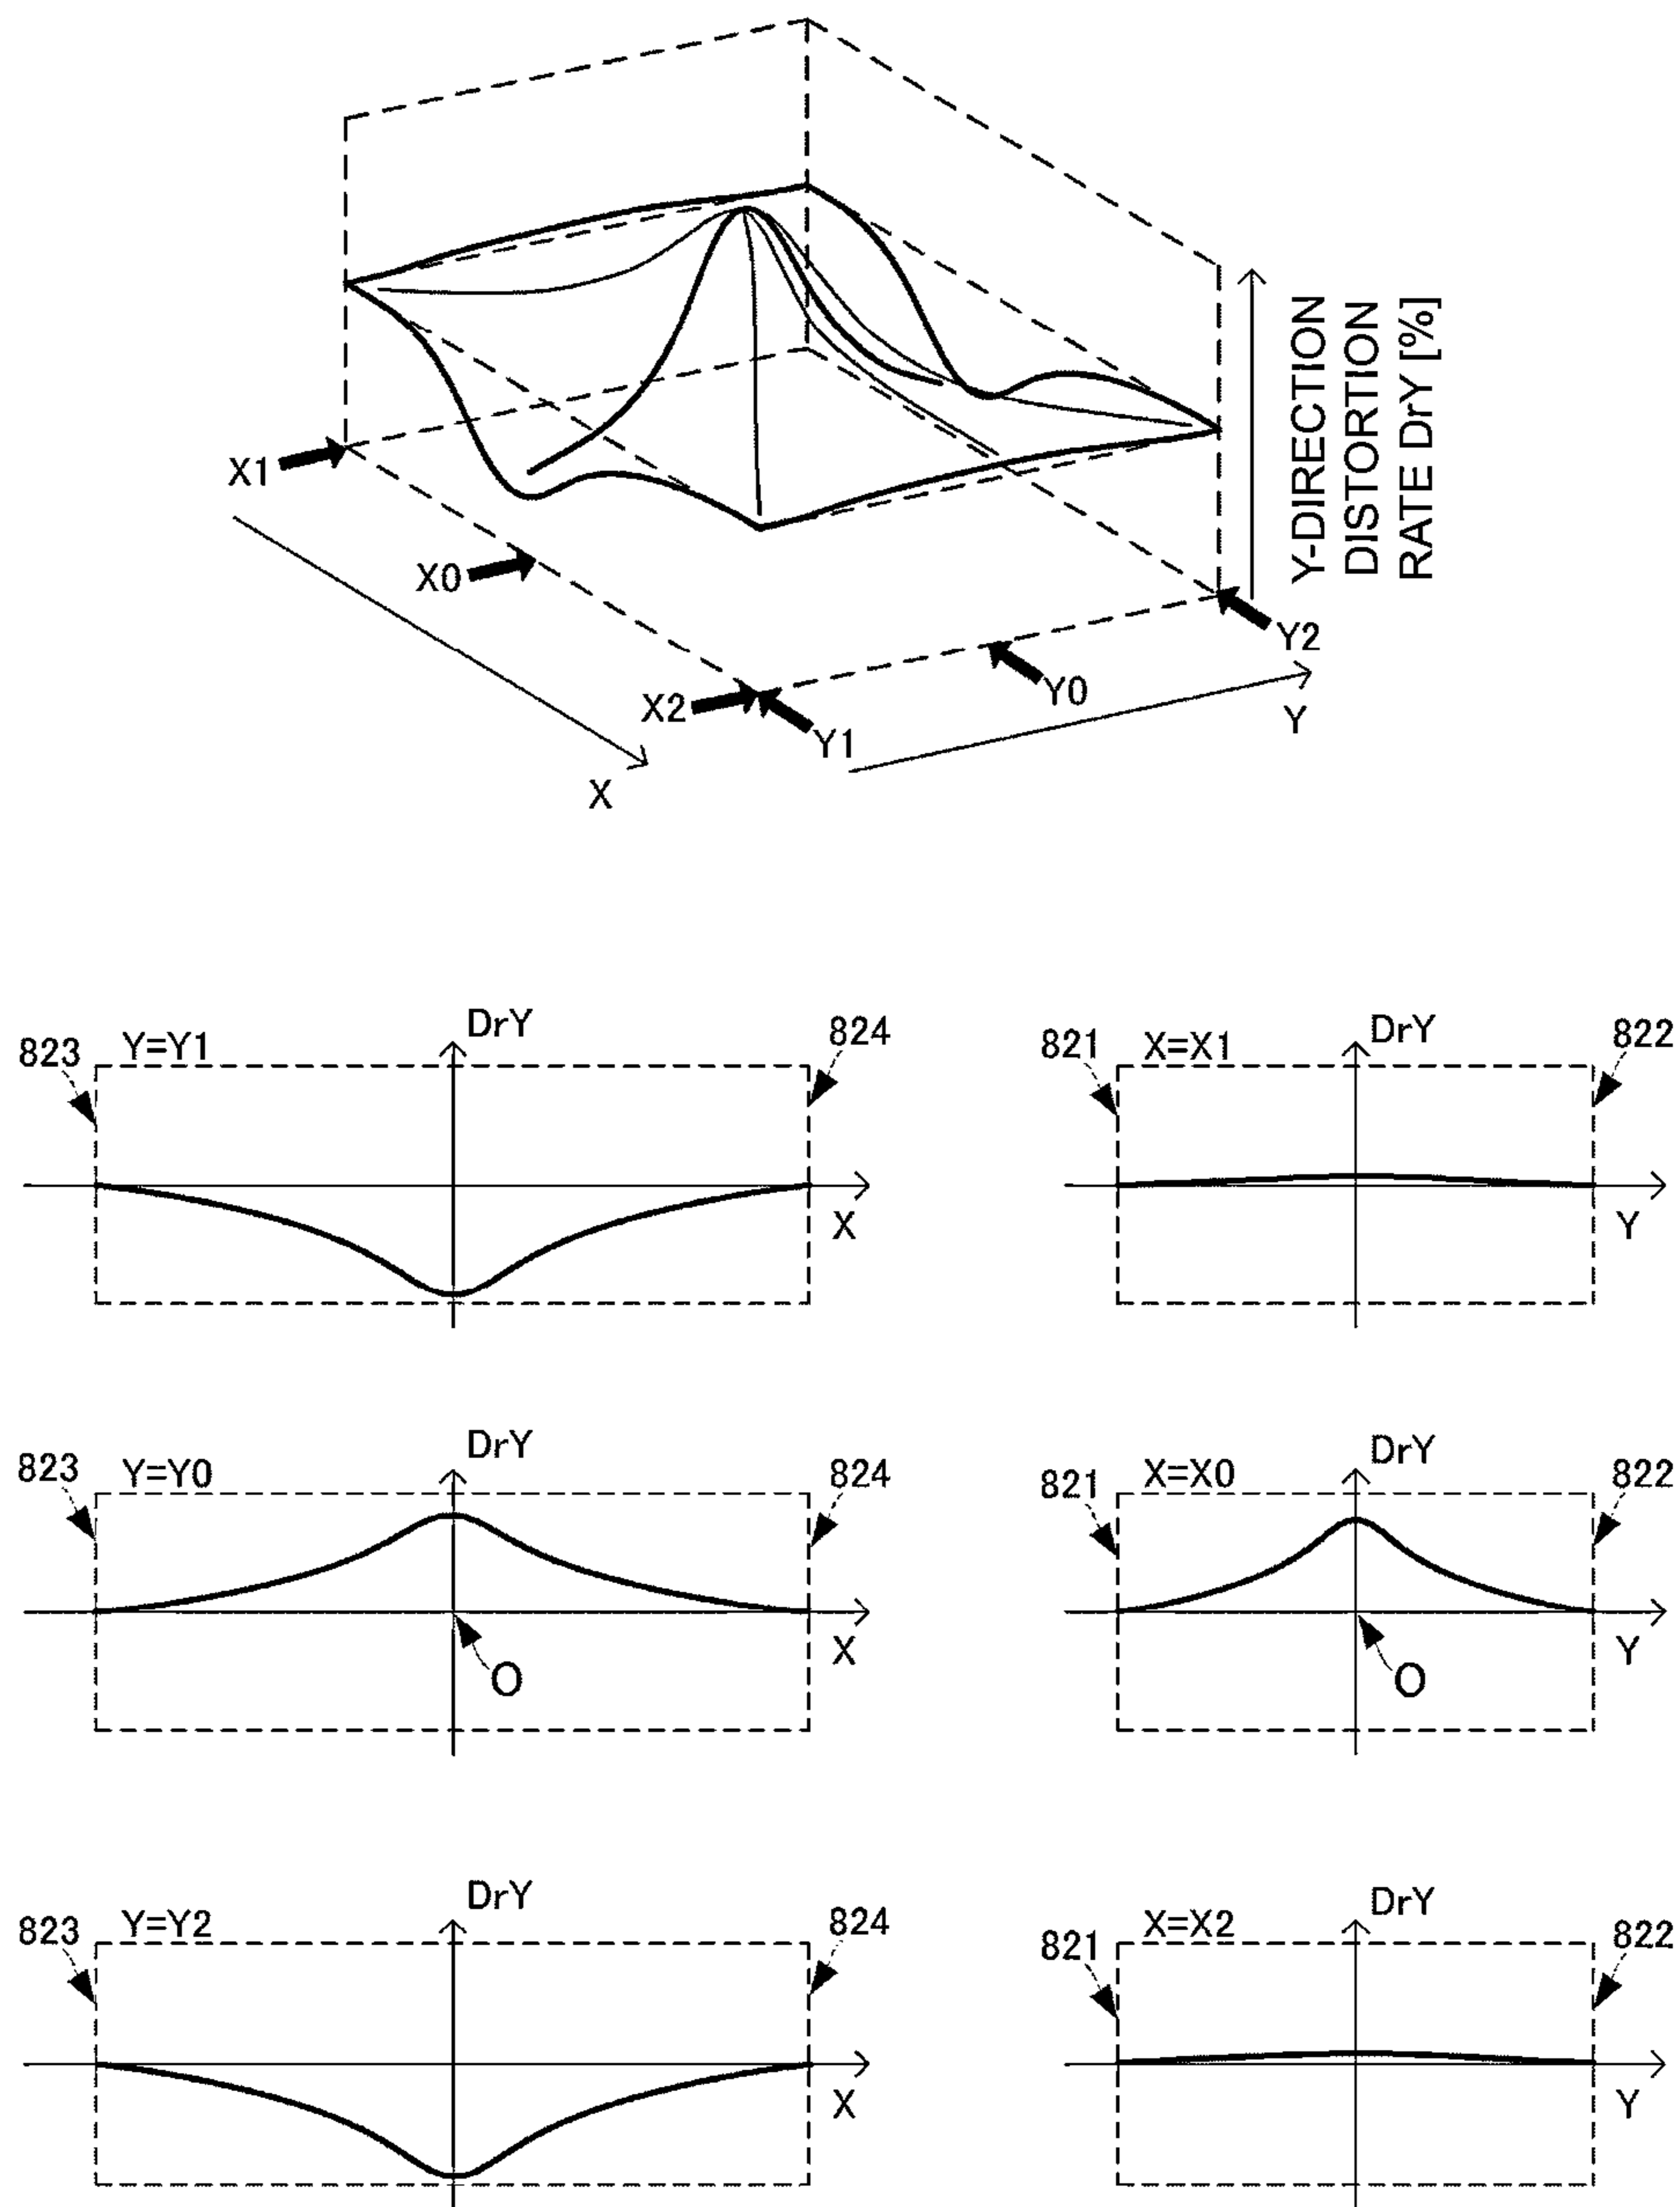 Y-DIRECTION
DISTORTION
RATE DrY [%]
X1
X0
X2
Y1
Y0
Y2
X
Y
823
Y=Y1
DrY
824
X
821
X=X1
DrY
822
Y
823
Y=Y0
DrY
824
X
O
821
X=X0
DrY
822
Y
O
823
Y=Y2
DrY
824
X
821
X=X2
DrY
822
Y